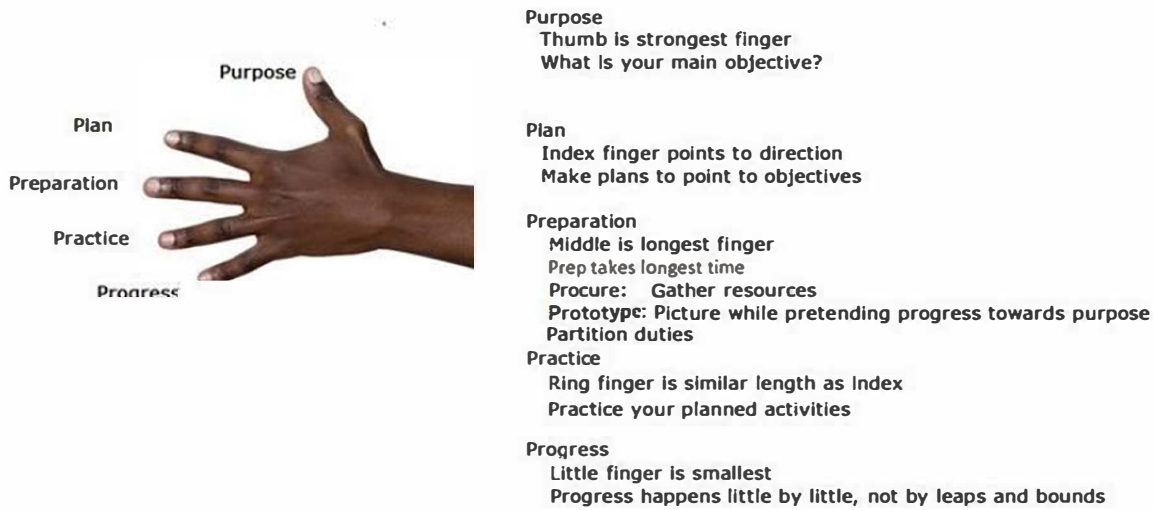 Purpose
Plan
Preparation
Practice
Progress
Purpose
Thumb is strongest finger
What is your main objective?
Plan
Index finger points to direction
Make plans to point to objectives
Preparation
Middle is longest finger
Prep takes longest time
Procure: Gather resources
Prototype: Picture while pretending progress towards purpose
Partition duties
Practice
Ring finger is similar length as Index
Practice your planned activities
Progress
Little finger is smallest
Progress happens little by little, not by leaps and bounds